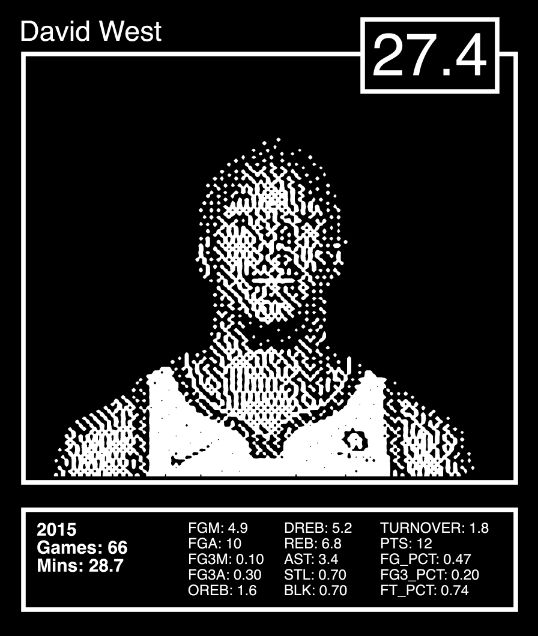 David West
27.4
2015
Games: 66
Mins: 28.7
FGM: 4.9
FGA: 10
FG3M: 0.10
FG3A: 0.30
OREB: 1.6
DREB: 5.2
REB: 6.8
AST: 3.4
STL: 0.70
BLK: 0.70
TURNOVER: 1.8
PTS: 12
FG_PCT: 0.47
FG3_PCT: 0.20
FT_PCT: 0.74